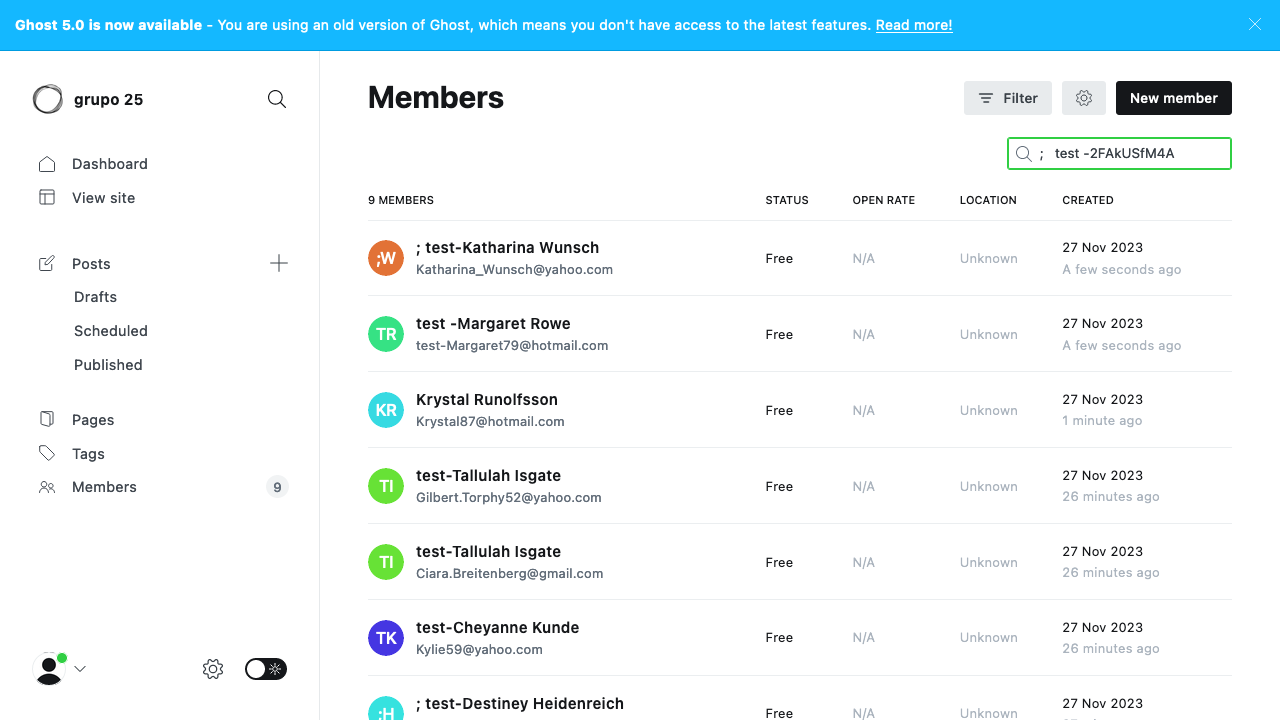 Ghost 5.0 is now available - You are using an old version of Ghost, which means you don't have access to the latest features. Read more!
grupo 25
Dashboard
View site
Posts
Drafts
Scheduled
Published
Pages
Tags
Members 9
Members
Filter
New member
; test -2FAkUSfM4A
9 MEMBERS STATUS OPEN RATE LOCATION CREATED
;W ; test-Katharina Wunsch Free N/A Unknown 27 Nov 2023
Katharina_Wunsch@yahoo.com A few seconds ago
TR test -Margaret Rowe Free N/A Unknown 27 Nov 2023
test-Margaret79@hotmail.com A few seconds ago
KR Krystal Runolfsson Free N/A Unknown 27 Nov 2023
Krystal87@hotmail.com 1 minute ago
TI test-Tallulah Isgate Free N/A Unknown 27 Nov 2023
Gilbert.Torphy52@yahoo.com 26 minutes ago
TI test-Tallulah Isgate Free N/A Unknown 27 Nov 2023
Ciara.Breitenberg@gmail.com 26 minutes ago
TK test-Cheyanne Kunde Free N/A Unknown 27 Nov 2023
Kylie59@yahoo.com 26 minutes ago
;H ; test-Destiney Heidenreich Free N/A Unknown 27 Nov 2023